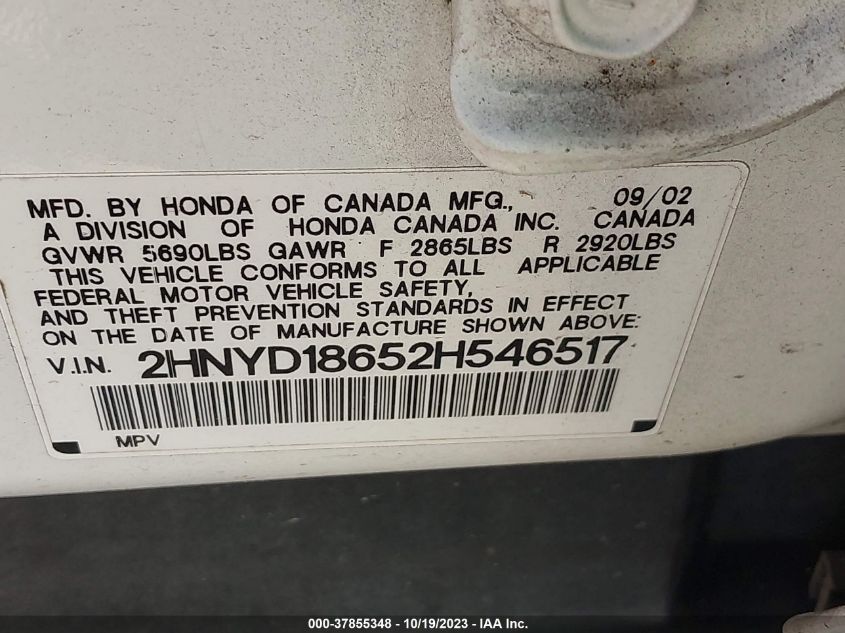 MFD. BY HONDA OF CANADA MFG., 09/02
A DIVISION OF HONDA CANADA INC. CANADA
GVWR 5690LBS GAWR F 2865LBS R 2920LBS
THIS VEHICLE CONFORMS TO ALL APPLICABLE
FEDERAL MOTOR VEHICLE SAFETY,
AND THEFT PREVENTION STANDARDS IN EFFECT
ON THE DATE OF MANUFACTURE SHOWN ABOVE:
V.I.N. 2HNYD18652H546517
MPV
000-37855348 - 10/19/2023 - IAA Inc.